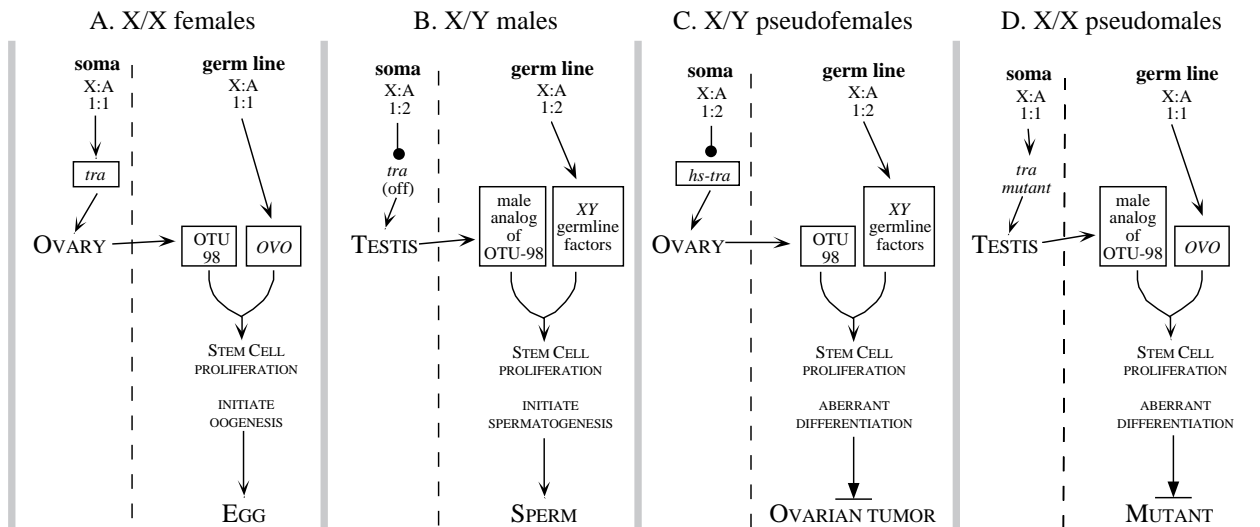 A. X/X females
soma
X:A
1:1
germ line
X:A
1:1
tra
OVARY
OTU
98
OVO
STEM CELL
PROLIFERATION
INITIATE
OOGENESIS
EGG
B. X/Y males
soma
X:A
1:2
germ line
X:A
1:2
tra
(off)
TESTIS
male
analog
of
OTU-98
XY
germline
factors
STEM CELL
PROLIFERATION
INITIATE
SPERMATOGENESIS
SPERM
C. X/Y pseudofemales
soma
X:A
1:2
germ line
X:A
1:2
hs-tra
OVARY
OTU
98
XY
germline
factors
STEM CELL
PROLIFERATION
ABERRANT
DIFFERENTIATION
OVARIAN TUMOR
D. X/X pseudomales
soma
X:A
1:1
germ line
X:A
1:1
tra
mutant
TESTIS
male
analog
of
OTU-98
OVO
STEM CELL
PROLIFERATION
ABERRANT
DIFFERENTIATION
MUTANT